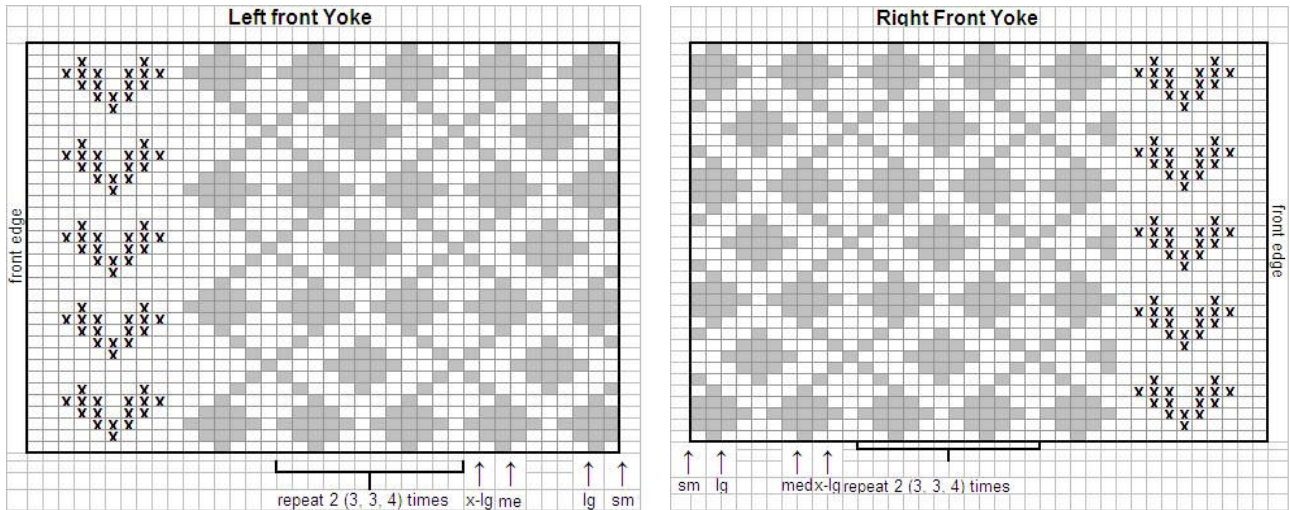 Left front Yoke
front edge
repeat 2 (3, 3, 4) times
x-lg
me
lg
sm
Right Front Yoke
front edge
sm
lg
med
x-lg
repeat 2 (3, 3, 4) times